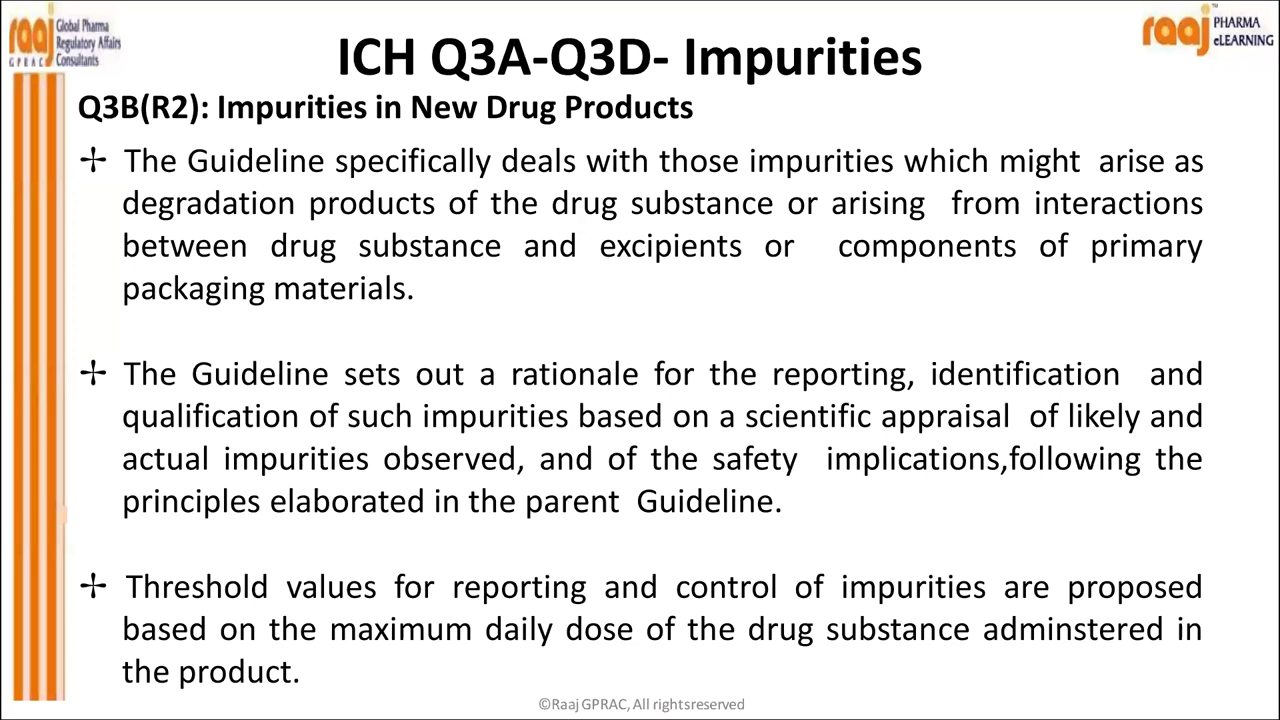 raaj Global Pharma
Regulatory Affairs
G P R A C Consultants
raaj™ PHARMA
eLEARNING
ICH Q3A-Q3D- Impurities
Q3B(R2): Impurities in New Drug Products
✢ The Guideline specifically deals with those impurities which might arise as
degradation products of the drug substance or arising from interactions
between drug substance and excipients or components of primary
packaging materials.
✢ The Guideline sets out a rationale for the reporting, identification and
qualification of such impurities based on a scientific appraisal of likely and
actual impurities observed, and of the safety implications,following the
principles elaborated in the parent Guideline.
✢ Threshold values for reporting and control of impurities are proposed
based on the maximum daily dose of the drug substance adminstered in
the product.
©Raaj GPRAC, All rightsreserved